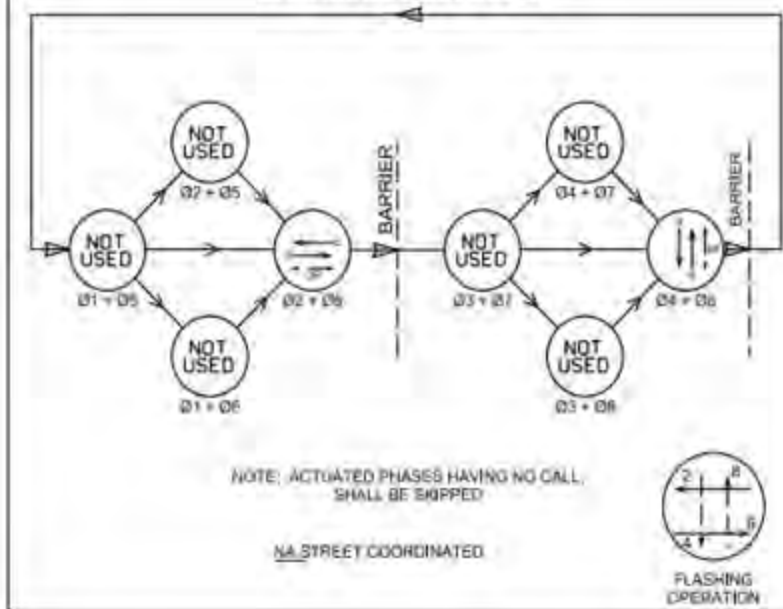 NOT
USED
Ø2 + Ø5
NOT
USED
Ø4 + Ø7
BARRIER
BARRIER
NOT
USED
Ø1 + Ø5
Ø2 + Ø6
NOT
USED
Ø3 + Ø7
Ø4 + Ø8
NOT
USED
Ø1 + Ø6
NOT
USED
Ø3 + Ø8
NOTE: ACTUATED PHASES HAVING NO CALL,
SHALL BE SKIPPED
NA STREET COORDINATED
2 8
4 6
FLASHING
OPERATION